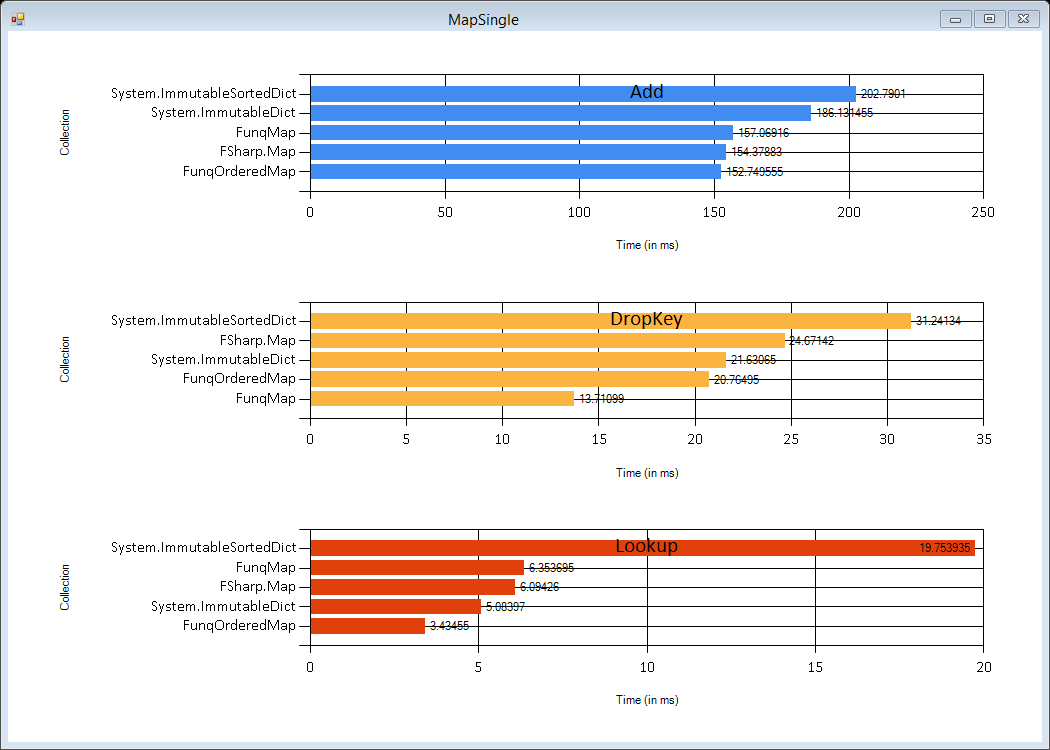 MapSingle
Add
Collection
System.ImmutableSortedDict 202.7901
System.ImmutableDict 186.131455
FunqMap 157.06916
FSharp.Map 154.37883
FunqOrderedMap 152.749555
0 50 100 150 200 250
Time (in ms)
DropKey
Collection
System.ImmutableSortedDict 31.24134
FSharp.Map 24.67142
System.ImmutableDict 21.63065
FunqOrderedMap 20.76495
FunqMap 13.71099
0 5 10 15 20 25 30 35
Time (in ms)
Lookup
Collection
System.ImmutableSortedDict 19.753935
FunqMap 6.353695
FSharp.Map 6.09426
System.ImmutableDict 5.08397
FunqOrderedMap 3.43455
0 5 10 15 20
Time (in ms)